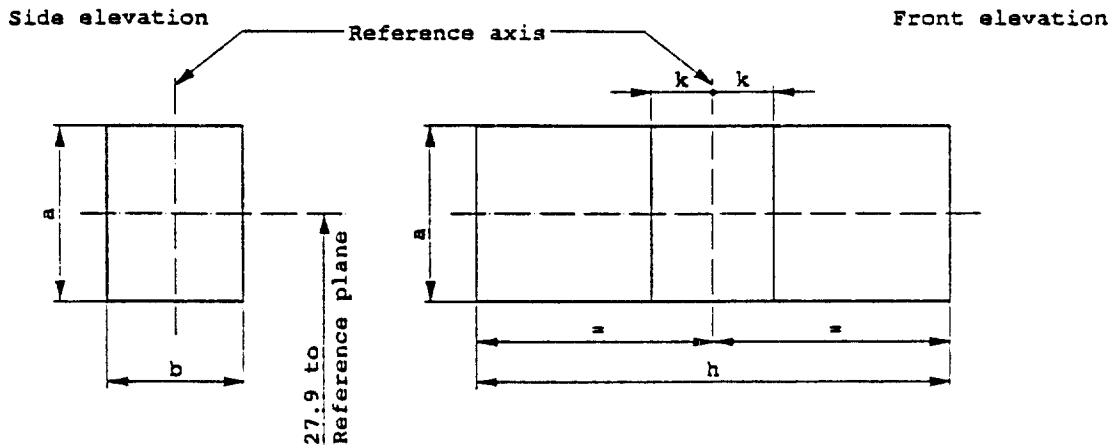 Side elevation
Reference axis
Front elevation
k
k
a
a
27.9 to
Reference plane
=
=
b
h